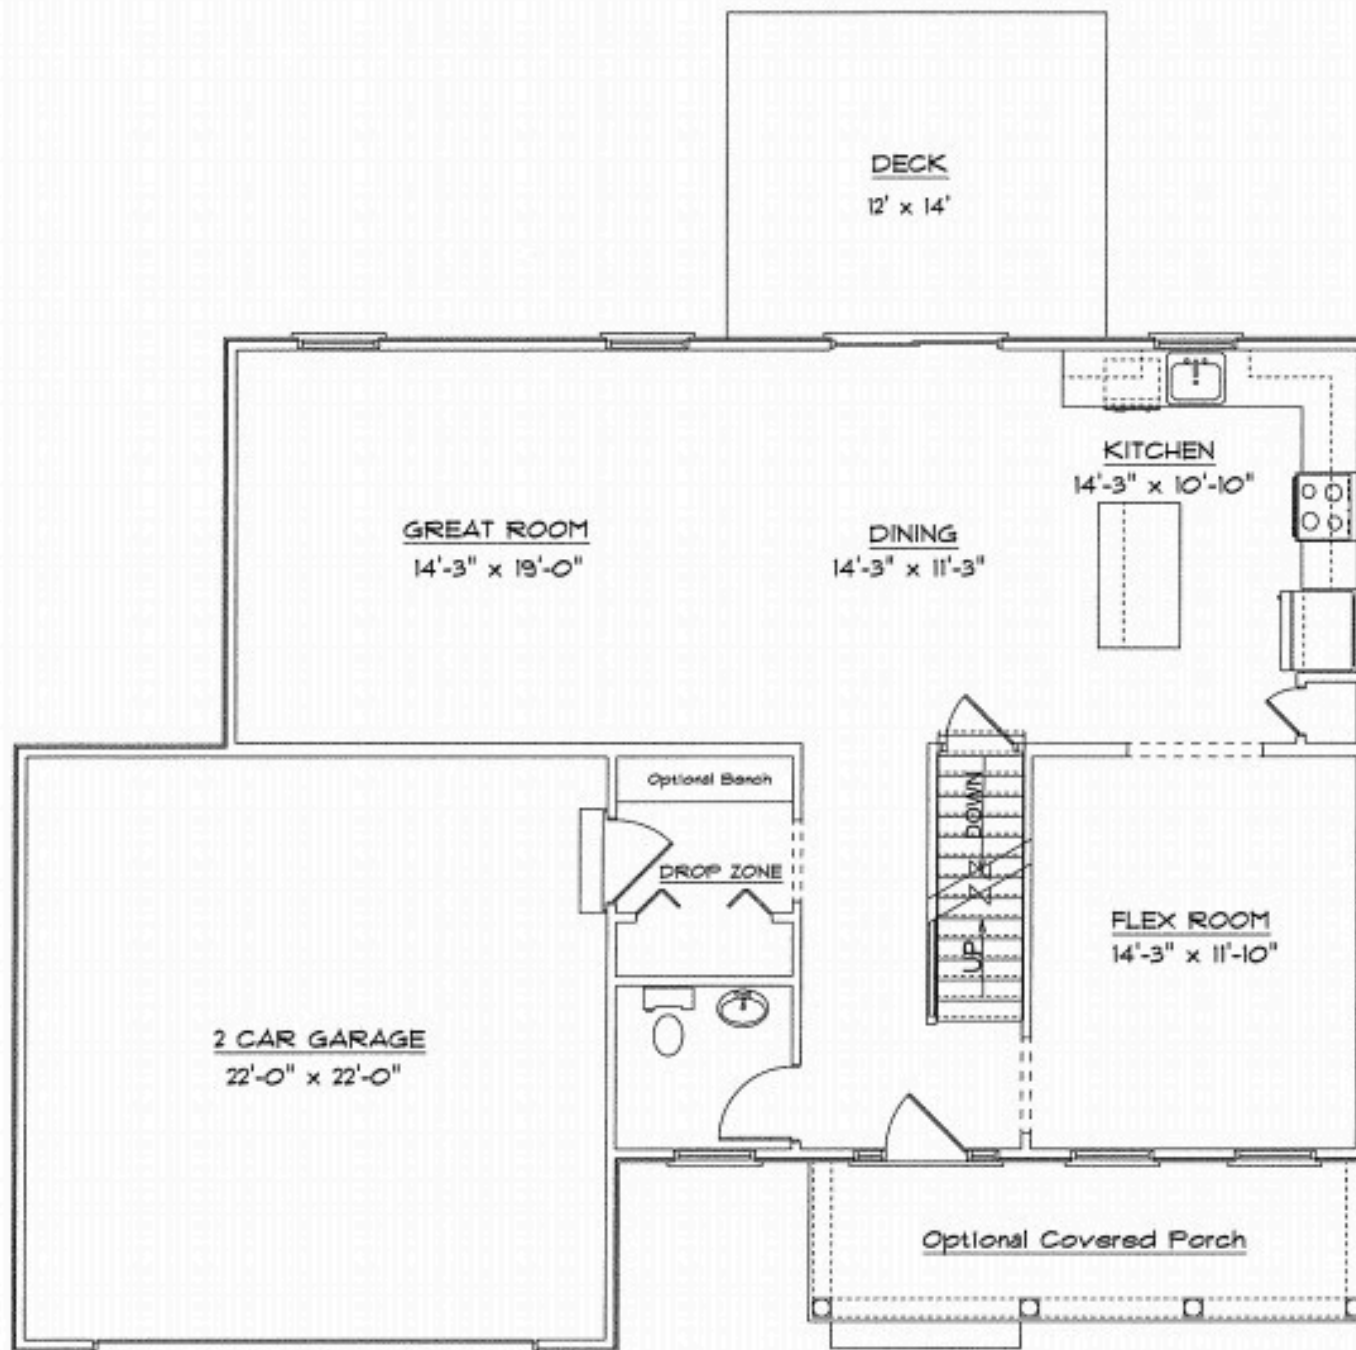 DECK
12' x 14'
KITCHEN
14'-3" x 10'-10"
GREAT ROOM
14'-3" x 19'-0"
DINING
14'-3" x 11'-3"
Optional Bench
DOWN
DROP ZONE
UP
FLEX ROOM
14'-3" x 11'-10"
2 CAR GARAGE
22'-0" x 22'-0"
Optional Covered Porch